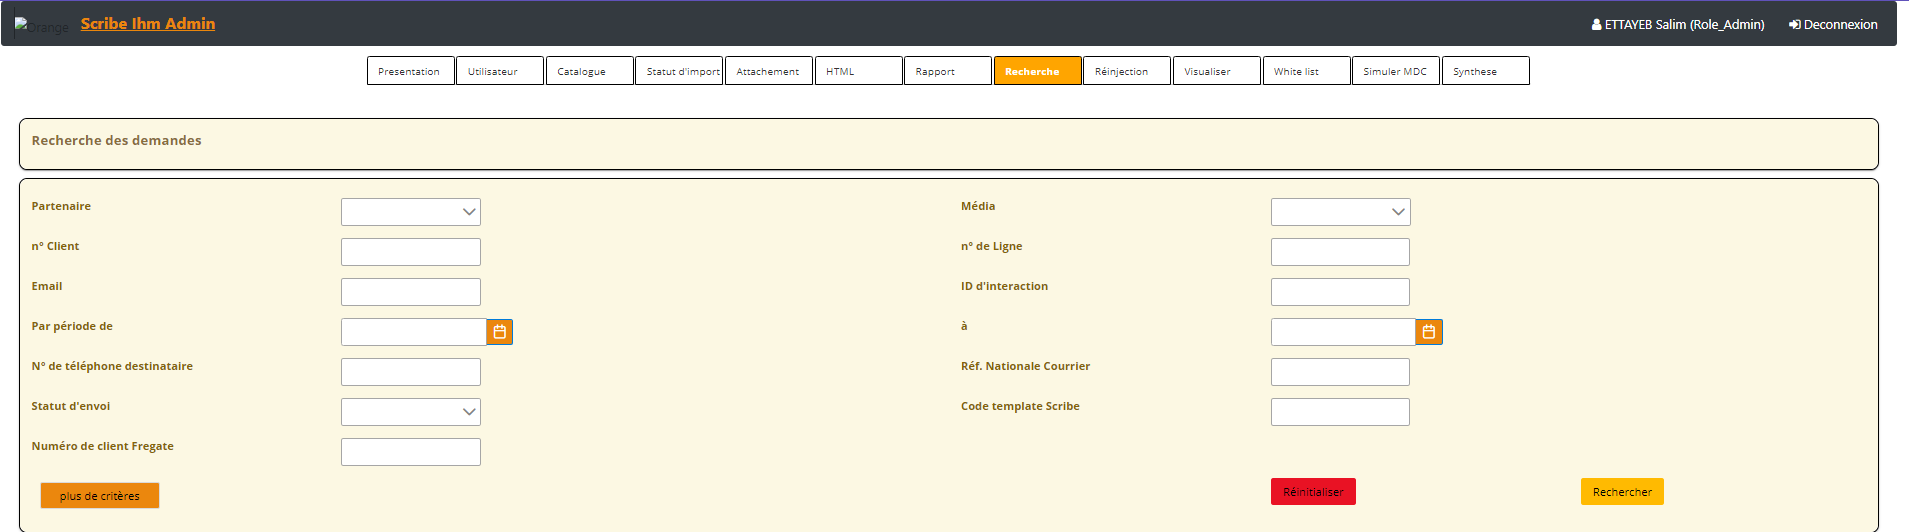 Orange Scribe Ihm Admin ETTAYEB Salim (Role_Admin) Deconnexion
Presentation Utilisateur Catalogue Statut d'import Attachement HTML Rapport Recherche Réinjection Visualiser White list Simuler MDC Synthese
Recherche des demandes
Partenaire Média
n° Client n° de Ligne
Email ID d'interaction
Par période de à
N° de téléphone destinataire Réf. Nationale Courrier
Statut d'envoi Code template Scribe
Numéro de client Fregate
plus de critères Réinitialiser Rechercher